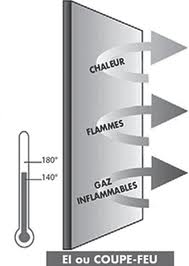 CHALEUR
FLAMMES
180°
140°
GAZ
INFLAMMABLES
EI ou COUPE-FEU